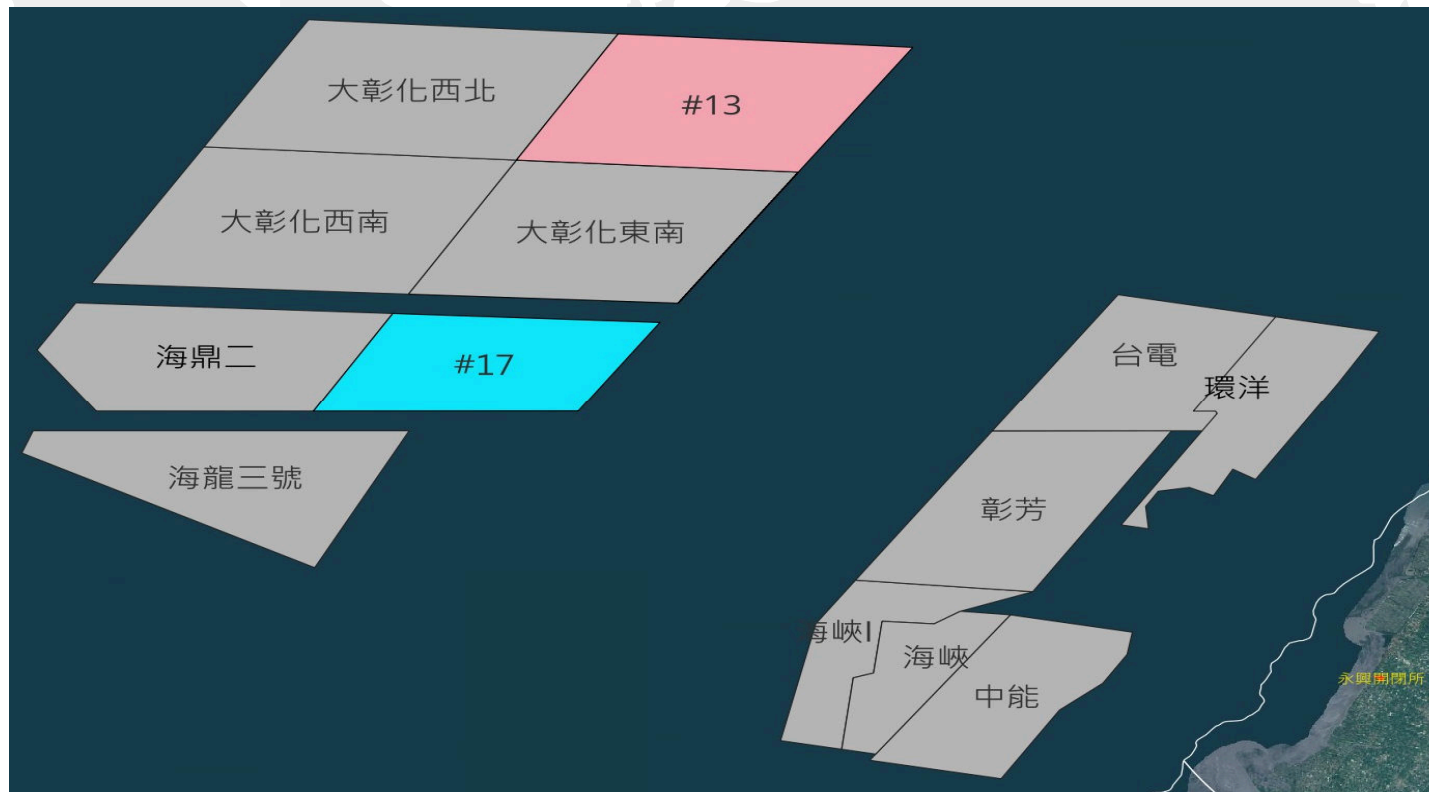 大彰化西北
#13
大彰化西南
大彰化東南
海鼎二
#17
台電
環洋
海龍三號
彰芳
海峽I
海峽
中能
永興開閉所